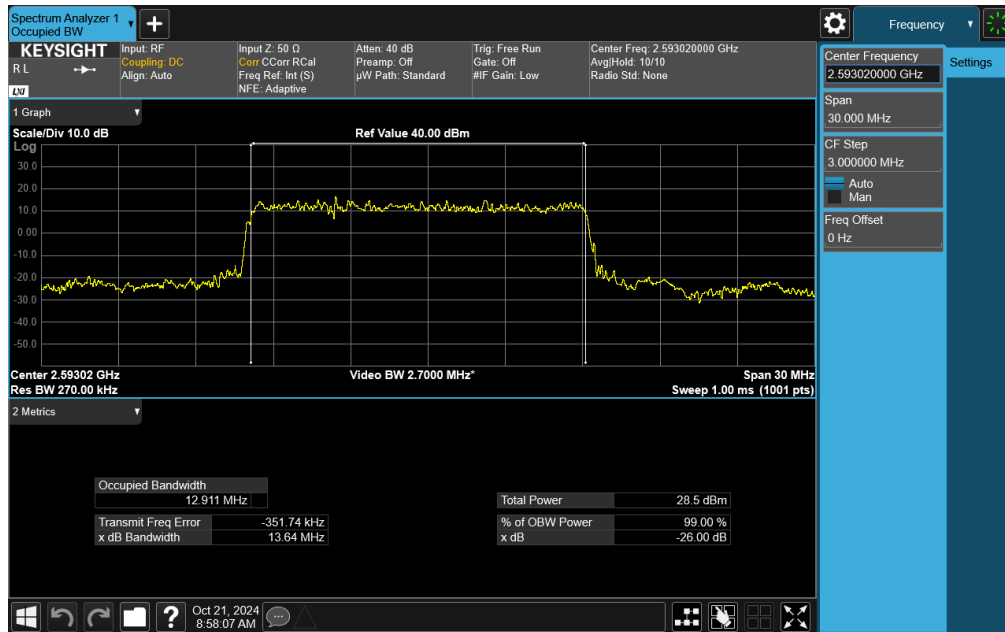 Spectrum Analyzer 1
Occupied BW
+
Frequency
KEYSIGHT
R L
LXI
Input: RF
Coupling: DC
Align: Auto
Input Z: 50 Ω
Corr CCorr RCal
Freq Ref: Int (S)
NFE: Adaptive
Atten: 40 dB
Preamp: Off
µW Path: Standard
Trig: Free Run
Gate: Off
#IF Gain: Low
Center Freq: 2.593020000 GHz
Avg|Hold: 10/10
Radio Std: None
Center Frequency
2.593020000 GHz
Settings
Span
30.000 MHz
CF Step
3.000000 MHz
Auto
Man
Freq Offset
0 Hz
1 Graph
Scale/Div 10.0 dB
Ref Value 40.00 dBm
Log
30.0
20.0
10.0
0.00
-10.0
-20.0
-30.0
-40.0
-50.0
Center 2.59302 GHz
Video BW 2.7000 MHz*
Span 30 MHz
Res BW 270.00 kHz
Sweep 1.00 ms (1001 pts)
2 Metrics
Occupied Bandwidth
12.911 MHz
Total Power 28.5 dBm
Transmit Freq Error -351.74 kHz
% of OBW Power 99.00 %
x dB Bandwidth 13.64 MHz
x dB -26.00 dB
?
Oct 21, 2024
8:58:07 AM